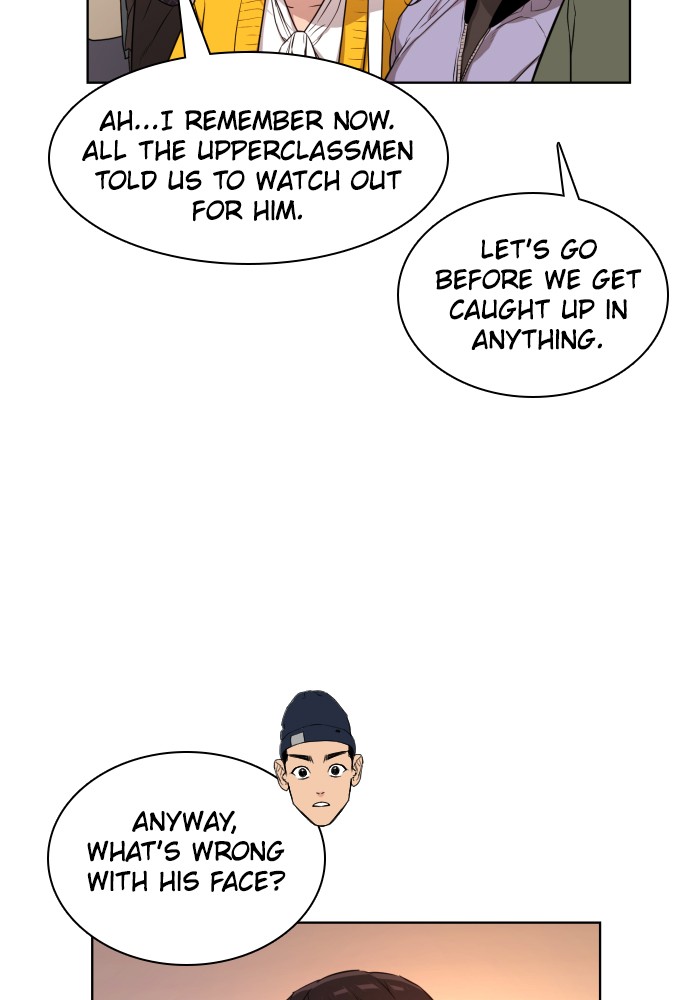 AH...I REMEMBER NOW.
ALL THE UPPERCLASSMEN
TOLD US TO WATCH OUT
FOR HIM.
LET'S GO
BEFORE WE GET
CAUGHT UP IN
ANYTHING.
ANYWAY,
WHAT'S WRONG
WITH HIS FACE?